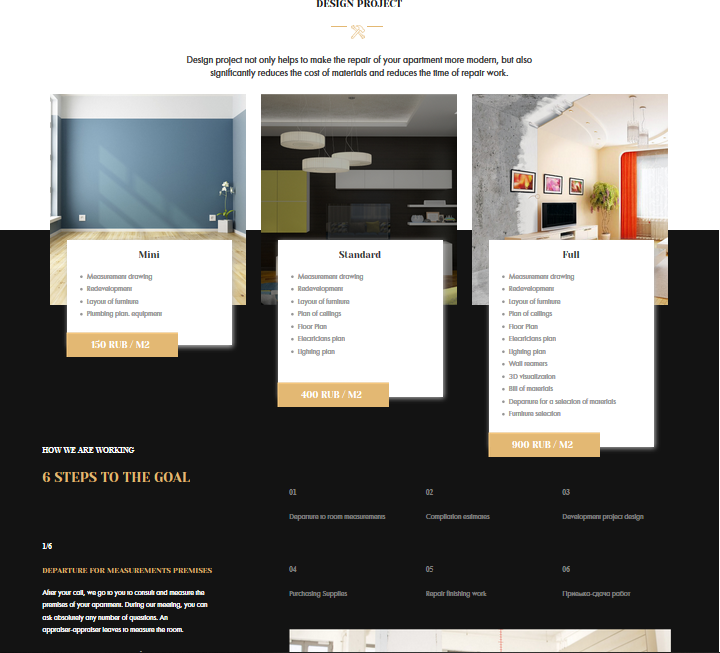 DESIGN PROJECT
Design project not only helps to make the repair of your apartment more modern, but also
significantly reduces the cost of materials and reduces the time of repair work.
Mini
Measurement drawing
Redevelopment
Layout of furniture
Plumbing plan. equipment
150 RUB / M2
Standard
Measurement drawing
Redevelopment
Layout of furniture
Plan of ceilings
Floor Plan
Electricians plan
Lighting plan
400 RUB / M2
Full
Measurement drawing
Redevelopment
Layout of furniture
Plan of ceilings
Floor Plan
Electricians plan
Lighting plan
Wall reamers
3D visualization
Bill of materials
Departure for a selection of materials
Furniture selection
900 RUB / M2
HOW WE ARE WORKING
6 STEPS TO THE GOAL
1/6
DEPARTURE FOR MEASUREMENTS PREMISES
After your call, we go to you to consult and measure the
premises of your apartment. During our meeting, you can
ask absolutely any number of questions. An
appraiser-appraiser leaves to measure the room.
01
Departure to room measurements
02
Compilation estimates
03
Development project design
04
Purchasing Supplies
05
Repair finishing work
06
Приемка-сдача работ